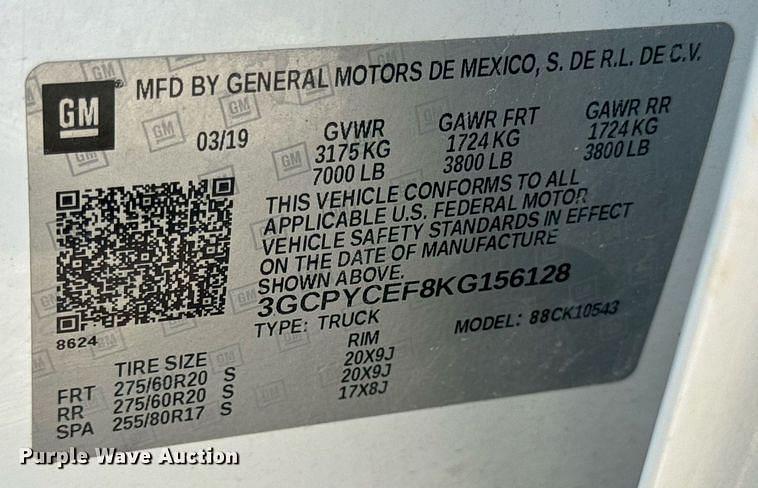 GM
MFD BY GENERAL MOTORS DE MEXICO, S. DE R.L. DE C.V.
03/19 GVWR GAWR FRT GAWR RR
3175 KG 1724 KG 1724 KG
7000 LB 3800 LB 3800 LB
THIS VEHICLE CONFORMS TO ALL
APPLICABLE U.S. FEDERAL MOTOR
VEHICLE SAFETY STANDARDS IN EFFECT
ON THE DATE OF MANUFACTURE
SHOWN ABOVE.
3GCPYCEF8KG156128
8624 TYPE: TRUCK MODEL: 88CK10543
TIRE SIZE RIM
FRT 275/60R20 S 20X9J
RR 275/60R20 S 20X9J
SPA 255/80R17 S 17X8J
Purple Wave Auction